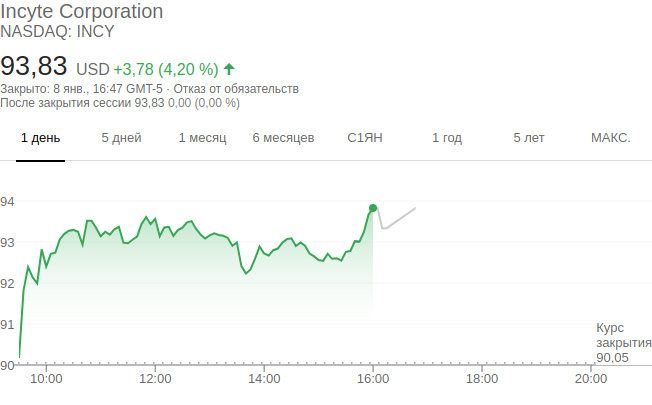 Incyte Corporation
NASDAQ: INCY
93,83 USD +3,78 (4,20 %)
Закрыто: 8 янв., 16:47 GMT-5 · Отказ от обязательств
После закрытия сессии 93,83 0,00 (0,00 %)
1 день 5 дней 1 месяц 6 месяцев С1ЯН 1 год 5 лет МАКС.
94
93
92
91
90
Курс
закрытия
90,05
10:00 12:00 14:00 16:00 18:00 20:00